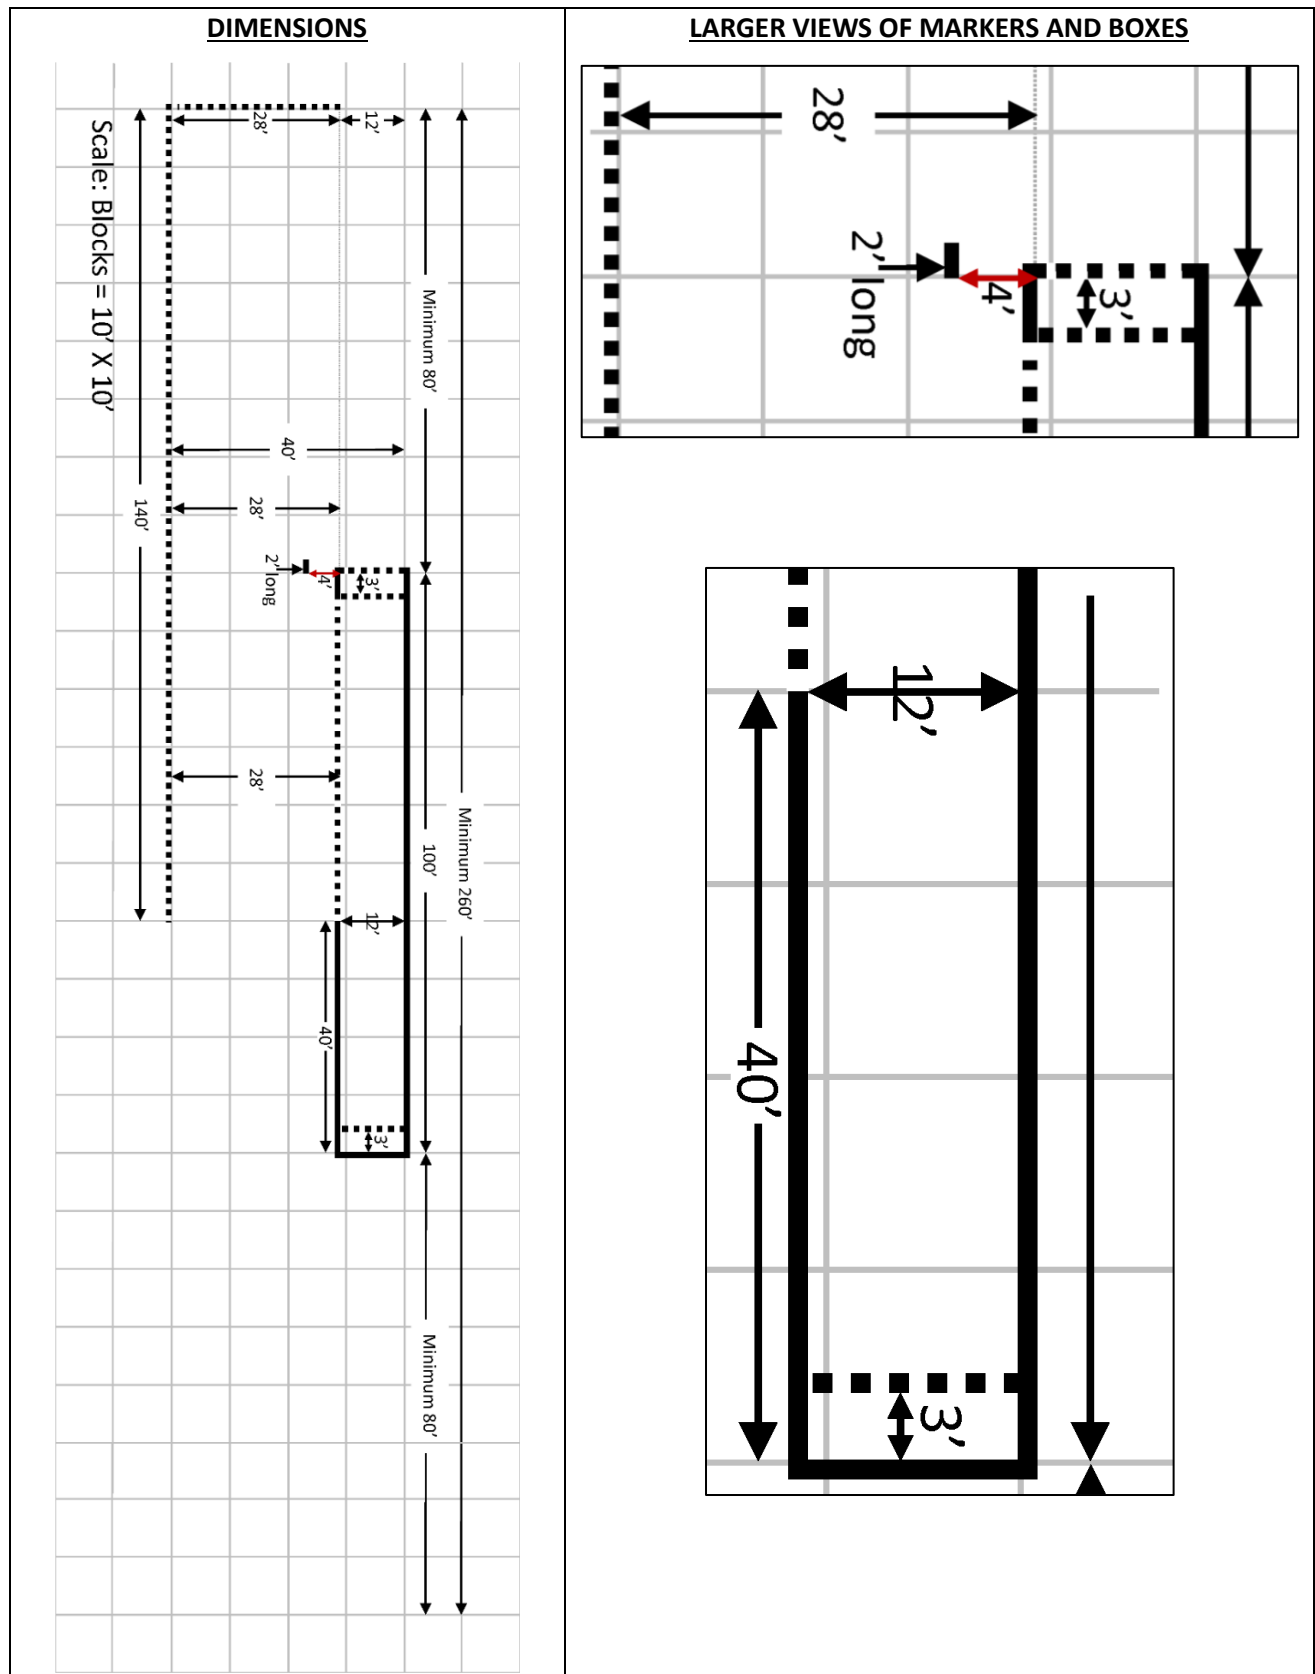 DIMENSIONS
28’
12’
Scale: Blocks = 10’ X 10’
Minimum 80’
40’
140’
28’
2’ long
4’
3’
28’
Minimum 260’
100’
12’
40’
3’
Minimum 80’
LARGER VIEWS OF MARKERS AND BOXES
28’
2’ long
4’
3’
12’
40’
3’